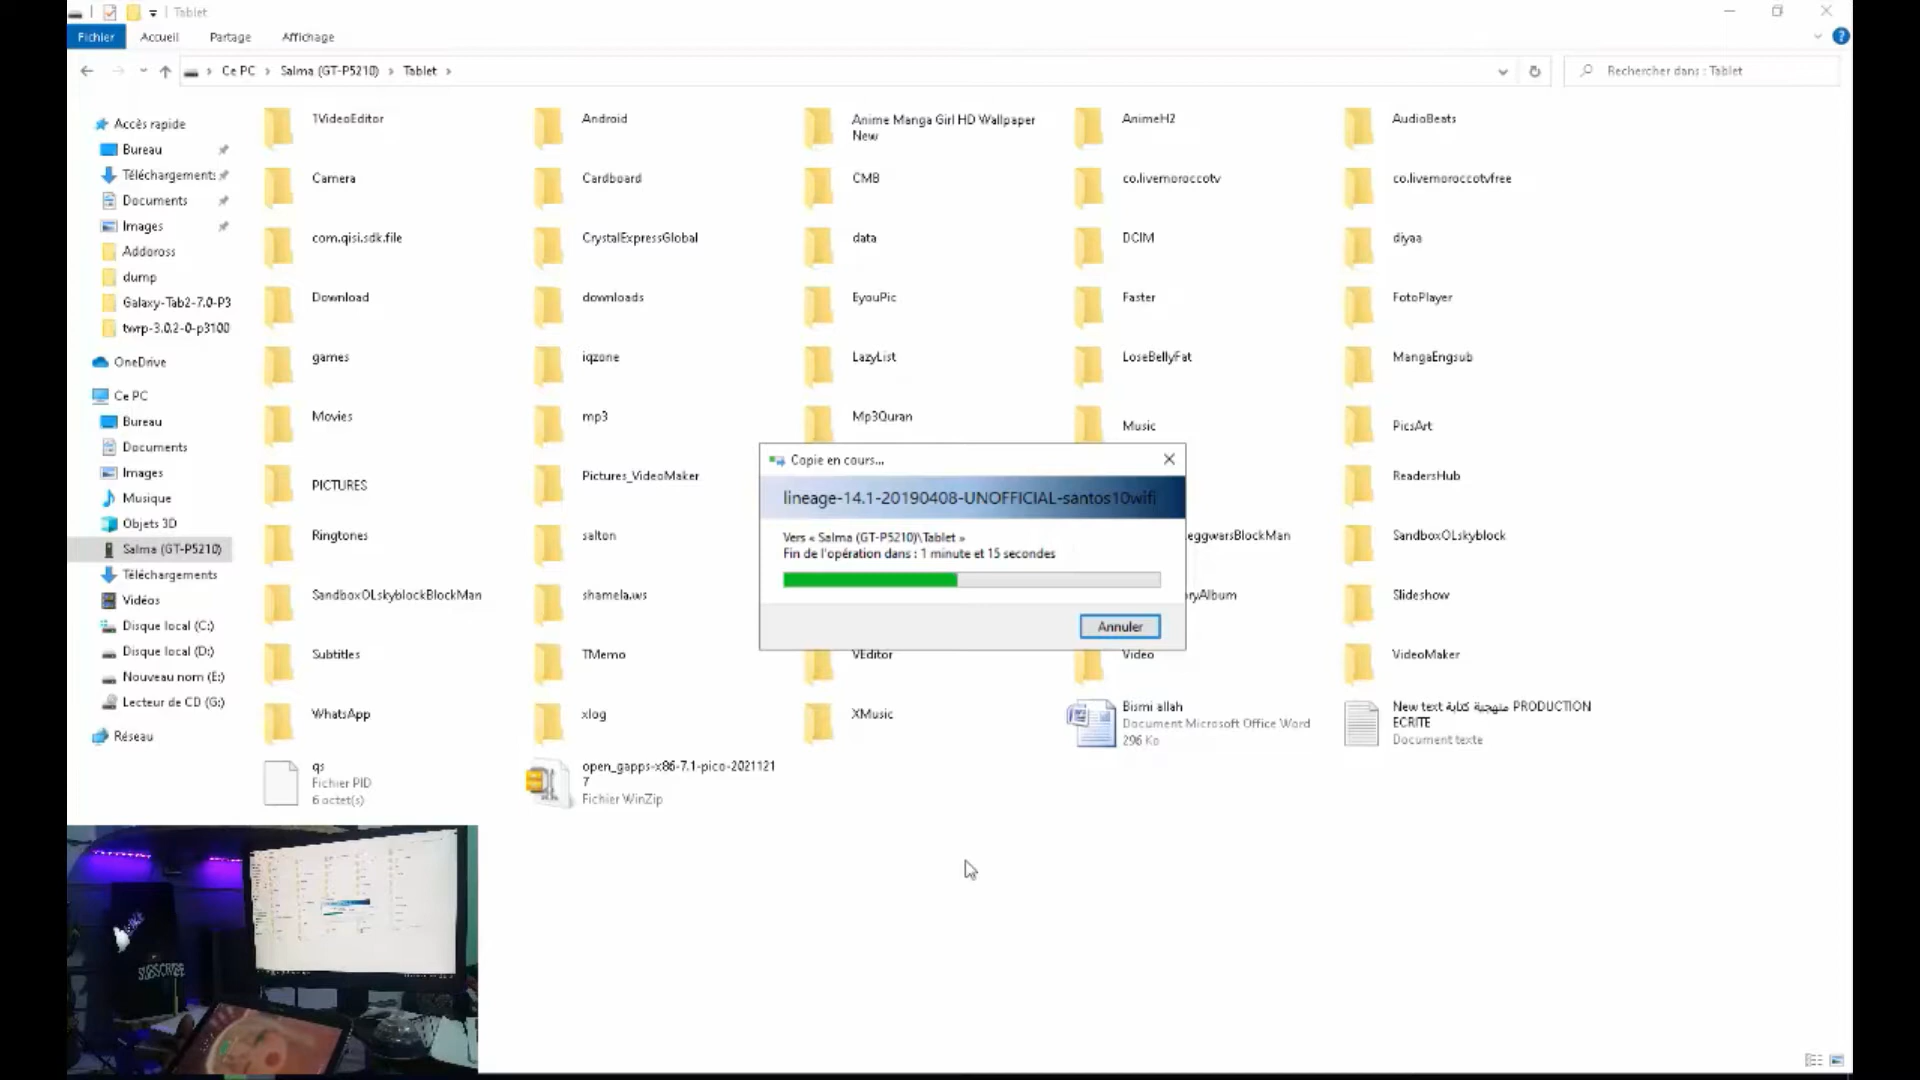 Tablet
Fichier
Accueil
Partage
Affichage
Ce PC
Salma (GT-P5210)
Tablet
Rechercher dans : Tablet
Accès rapide
Bureau
Téléchargements
Documents
Images
Addoross
dump
Galaxy-Tab2-7.0-P3
twrp-3.0.2-0-p3100
OneDrive
Ce PC
Bureau
Documents
Images
Musique
Objets 3D
Salma (GT-P5210)
Téléchargements
Vidéos
Disque local (C:)
Disque local (D:)
Nouveau nom (E:)
Lecteur de CD (G:)
Réseau
TVideoEditor
Android
Anime Manga Girl HD Wallpaper
New
AnimeH2
AudioBeats
Camera
Cardboard
CMB
co.livemoroccotv
co.livemoroccotvfree
com.qisi.sdk.file
CrystalExpressGlobal
data
DCIM
diyaa
Download
downloads
EyouPic
Faster
FotoPlayer
games
iqzone
LazyList
LoseBellyFat
MangaEngsub
Movies
mp3
Mp3Quran
Music
PicsArt
PICTURES
Pictures_VideoMaker
ReadersHub
Ringtones
salton
eggwarsBlockMan
SandboxOLskyblock
SandboxOLskyblockBlockMan
shamela.ws
ryAlbum
Slideshow
Subtitles
TMemo
VEditor
Video
VideoMaker
WhatsApp
xlog
XMusic
Bismi allah
Document Microsoft Office Word
296 Ko
New text منهجية كتابة PRODUCTION
ECRITE
Document texte
qs
Fichier PID
6 octet(s)
open_gapps-x86-7.1-pico-2021121
7
Fichier WinZip
Copie en cours...
lineage-14.1-20190408-UNOFFICIAL-santos10wifi
Vers « Salma (GT-P5210)\Tablet »
Fin de l'opération dans : 1 minute et 15 secondes
Annuler
SUBSCRIBE